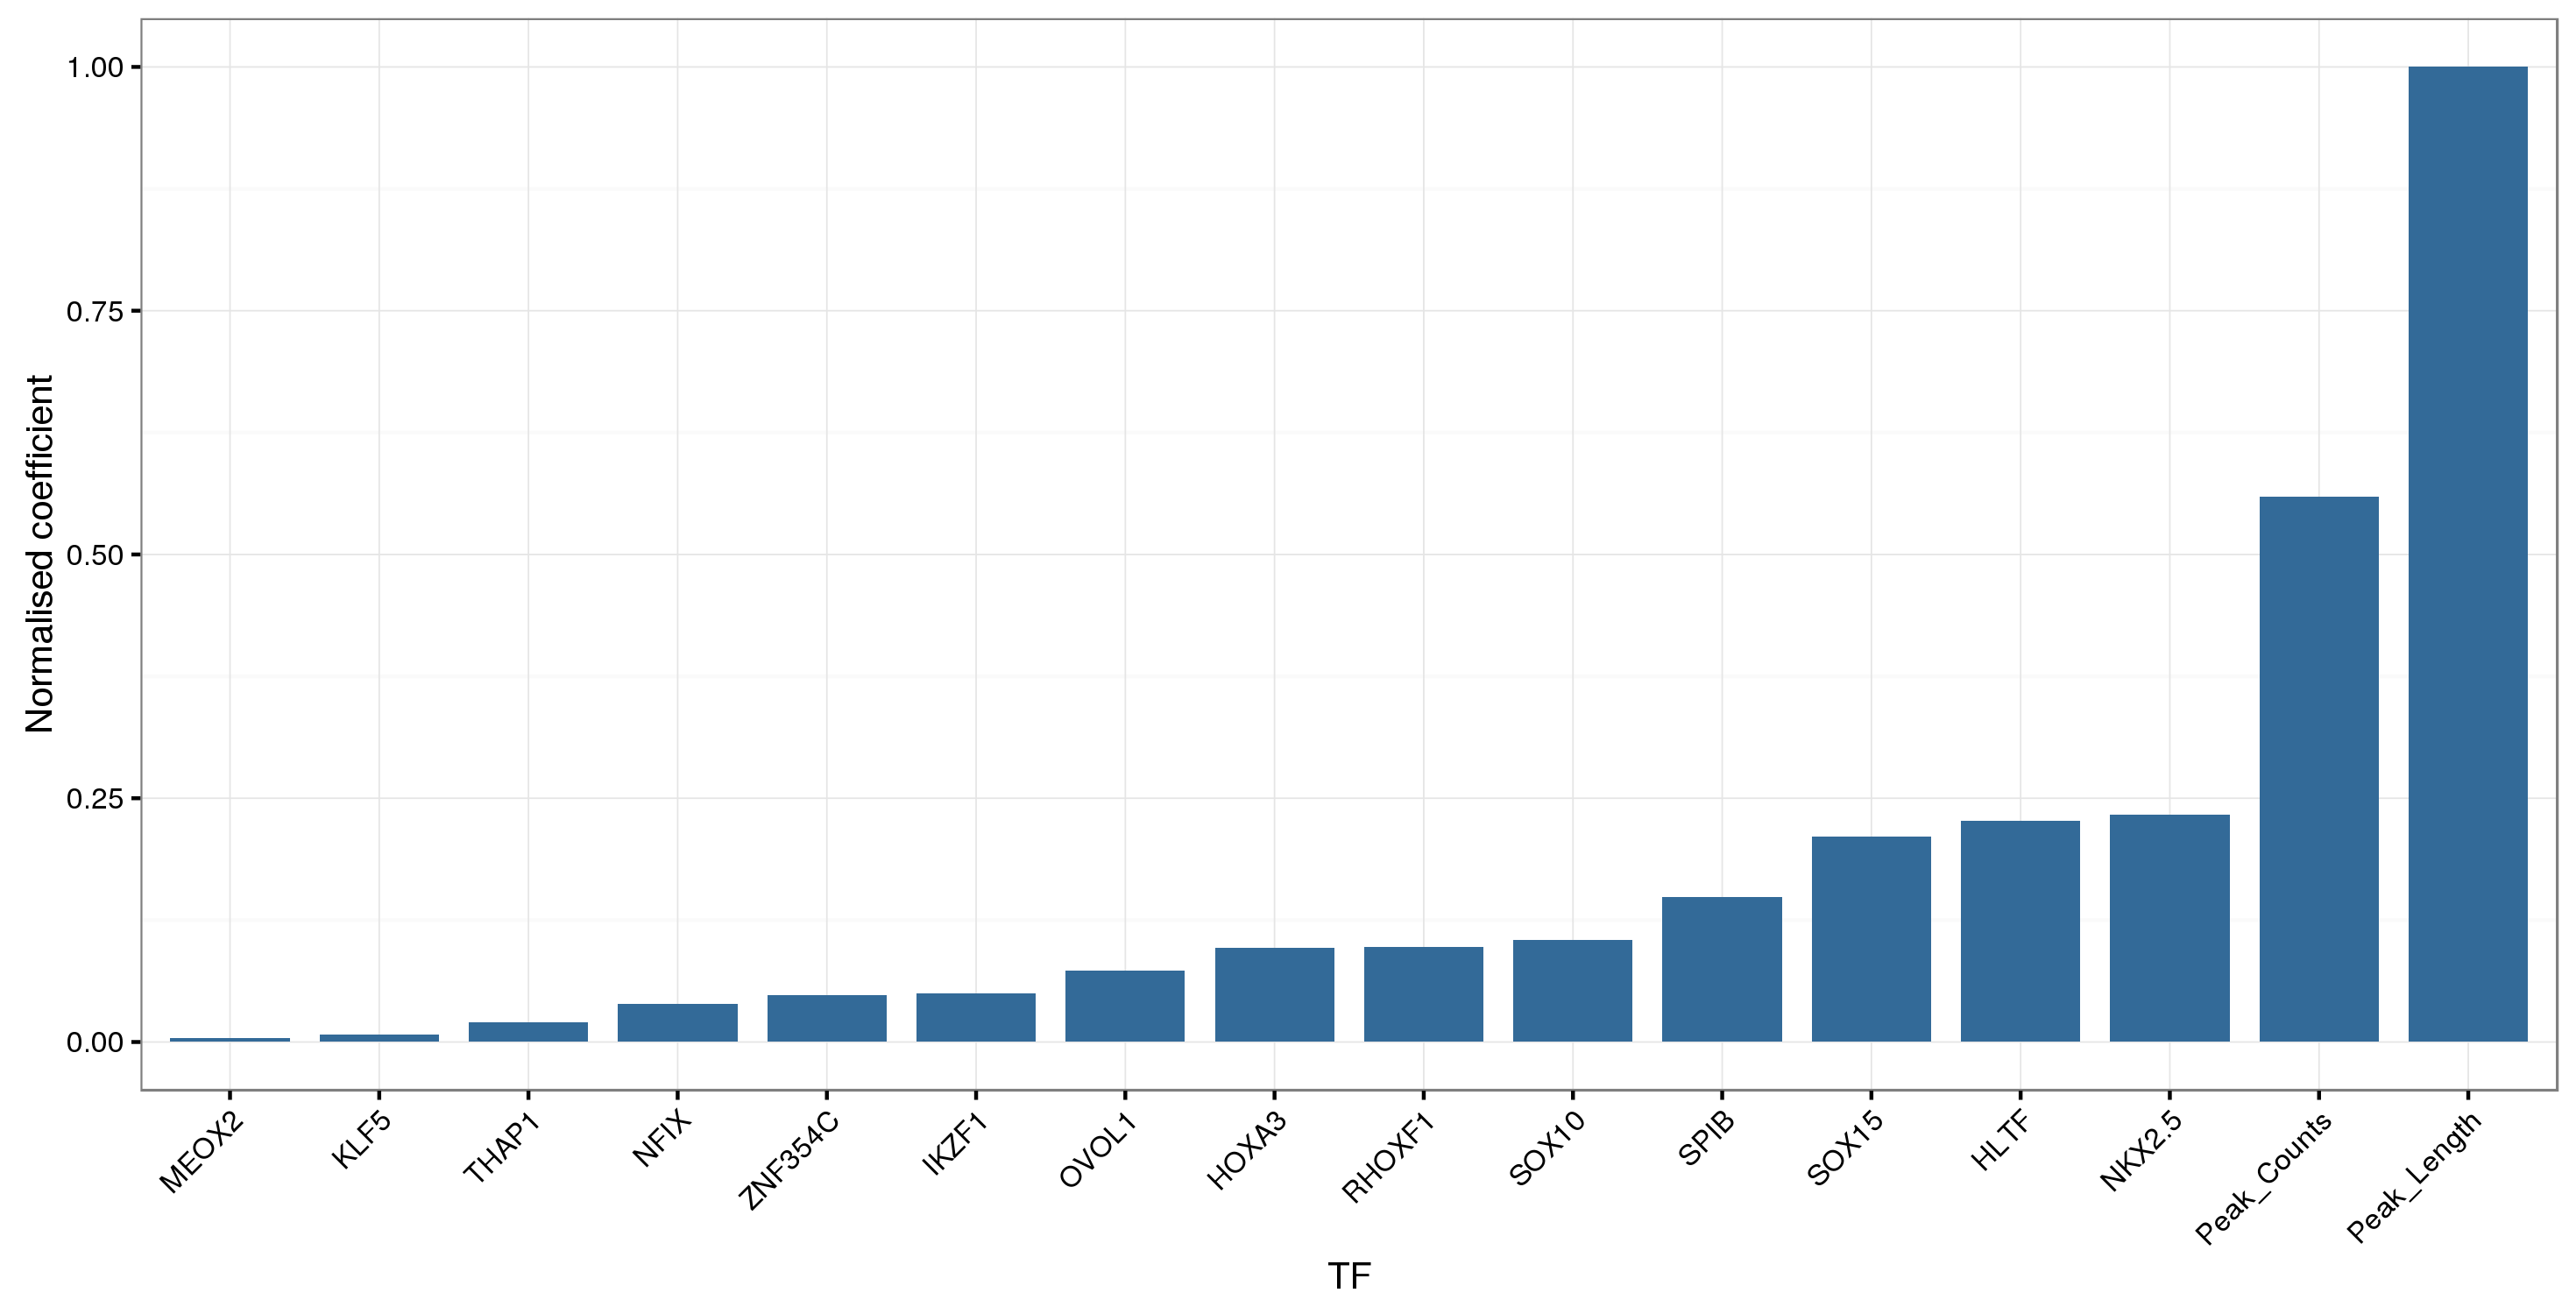 Normalised coefficient
1.00
0.75
0.50
0.25
0.00
MEOX2
KLF5
THAP1
NFIX
ZNF354C
IKZF1
OVOL1
HOXA3
RHOXF1
SOX10
SPIB
SOX15
HLTF
NKX2.5
Peak_Counts
Peak_Length
TF